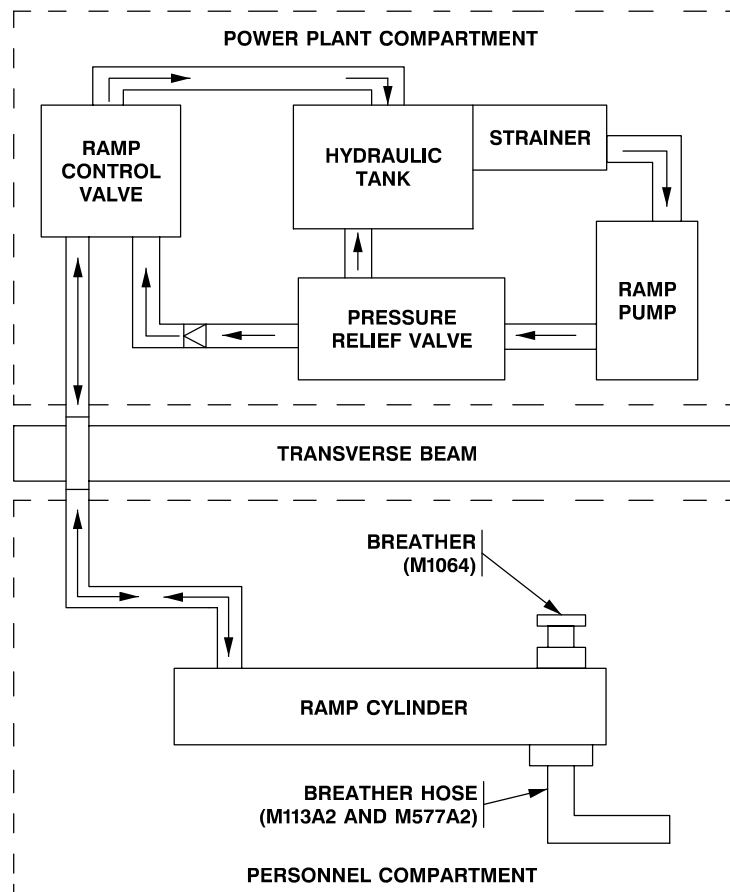 POWER PLANT COMPARTMENT
RAMP
CONTROL
VALVE
HYDRAULIC
TANK
STRAINER
RAMP
PUMP
PRESSURE
RELIEF VALVE
TRANSVERSE BEAM
BREATHER
(M1064)
RAMP CYLINDER
BREATHER HOSE
(M113A2 AND M577A2)
PERSONNEL COMPARTMENT